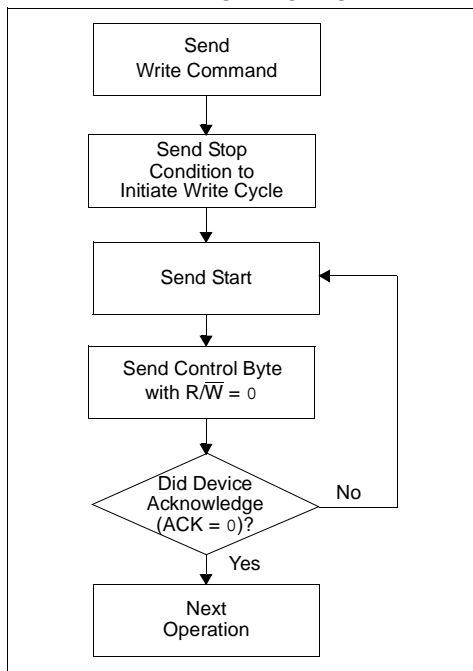 Send
Write Command
Send Stop
Condition to
Initiate Write Cycle
Send Start
Send Control Byte
with R/W̅ = 0
Did Device
Acknowledge
(ACK = 0)?
No
Yes
Next
Operation